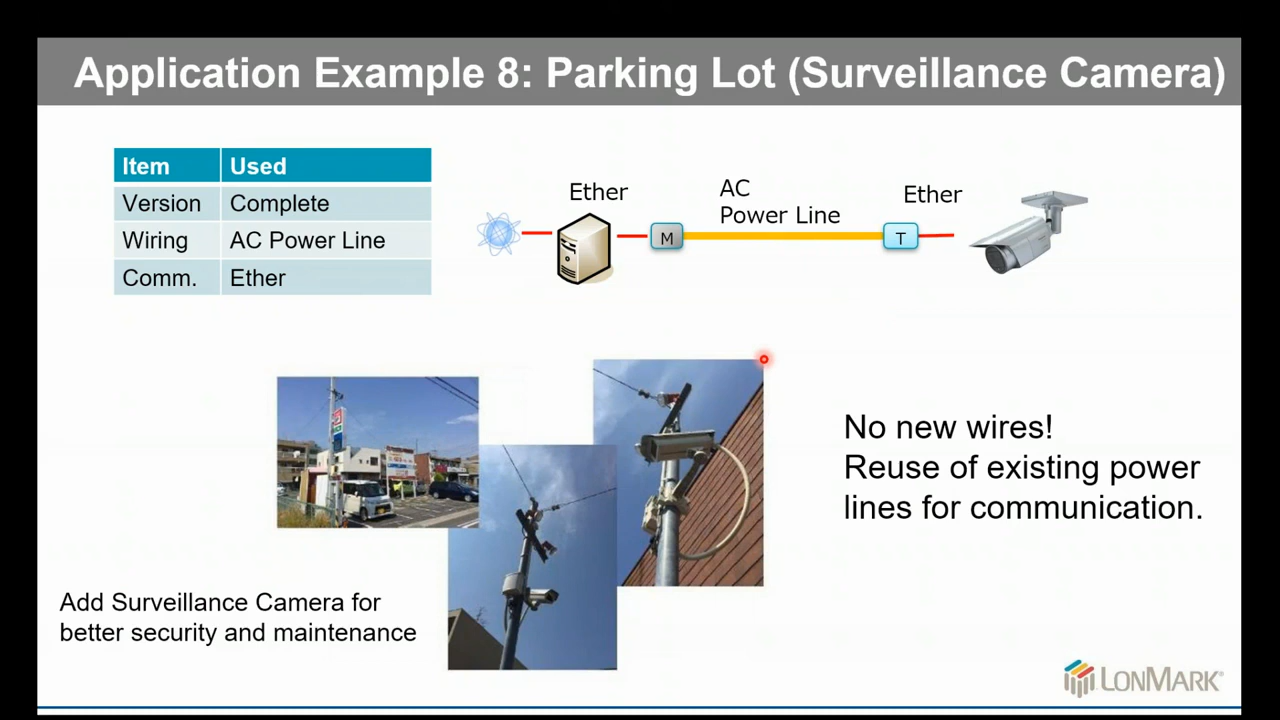 Application Example 8: Parking Lot (Surveillance Camera)
Item Used
Version Complete
Wiring AC Power Line
Comm. Ether
Ether
AC
Power Line
Ether
M
T
No new wires!
Reuse of existing power
lines for communication.
Add Surveillance Camera for
better security and maintenance
LONMARK®